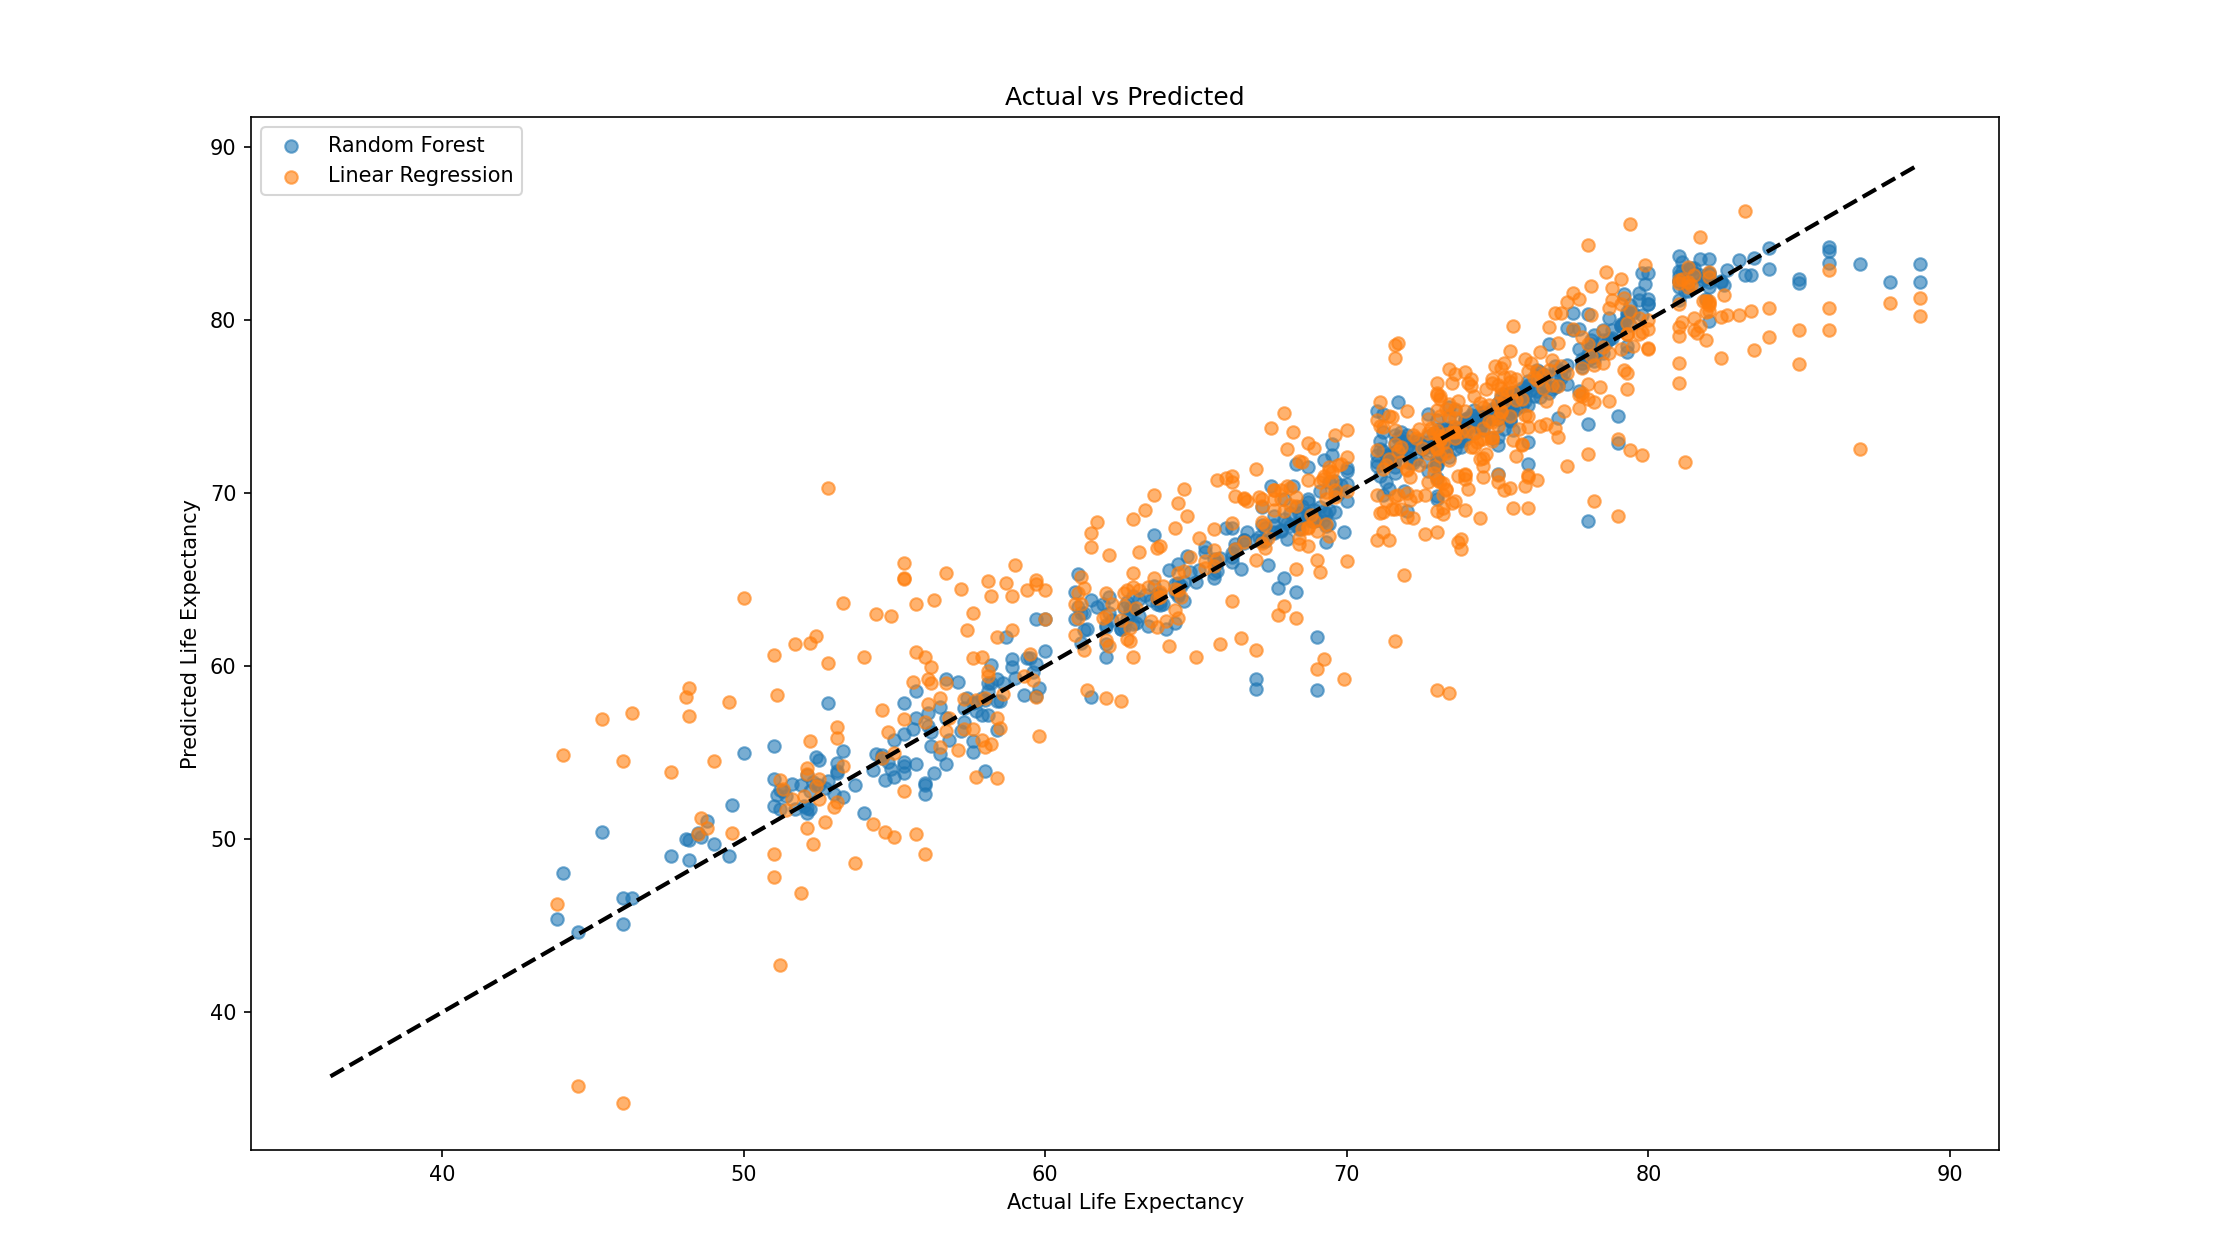 Actual vs Predicted
Random Forest
Linear Regression
90
80
70
60
50
40
Predicted Life Expectancy
40 50 60 70 80 90
Actual Life Expectancy